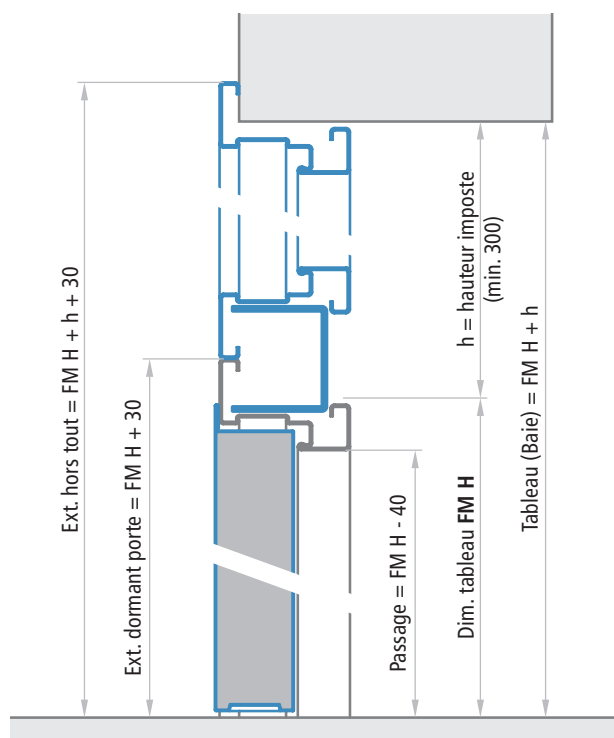 Ext. hors tout = FM H + h + 30
Ext. dormant porte = FM H + 30
Passage = FM H - 40
Dim. tableau FM H
h = hauteur imposte
(min. 300)
Tableau (Baie) = FM H + h